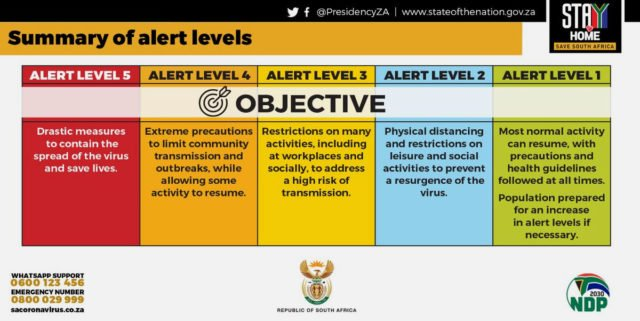 @PresidencyZA | www.stateofthenation.gov.za
STAY
@
HOME
SAVE SOUTH AFRICA
Summary of alert levels
ALERT LEVEL 5
ALERT LEVEL 4
ALERT LEVEL 3
ALERT LEVEL 2
ALERT LEVEL 1
OBJECTIVE
Drastic measures
to contain the
spread of the virus
and save lives.
Extreme precautions
to limit community
transmission and
outbreaks, while
allowing some
activity to resume.
Restrictions on many
activities, including
at workplaces and
socially, to address
a high risk of
transmission.
Physical distancing
and restrictions on
leisure and social
activities to prevent
a resurgence of the
virus.
Most normal activity
can resume, with
precautions and
health guidelines
followed at all times.
Population prepared
for an increase
in alert levels if
necessary.
WHATSAPP SUPPORT
0600 123 456
EMERGENCY NUMBER
0800 029 999
sacoronavirus.co.za
REPUBLIC OF SOUTH AFRICA
2030
NDP